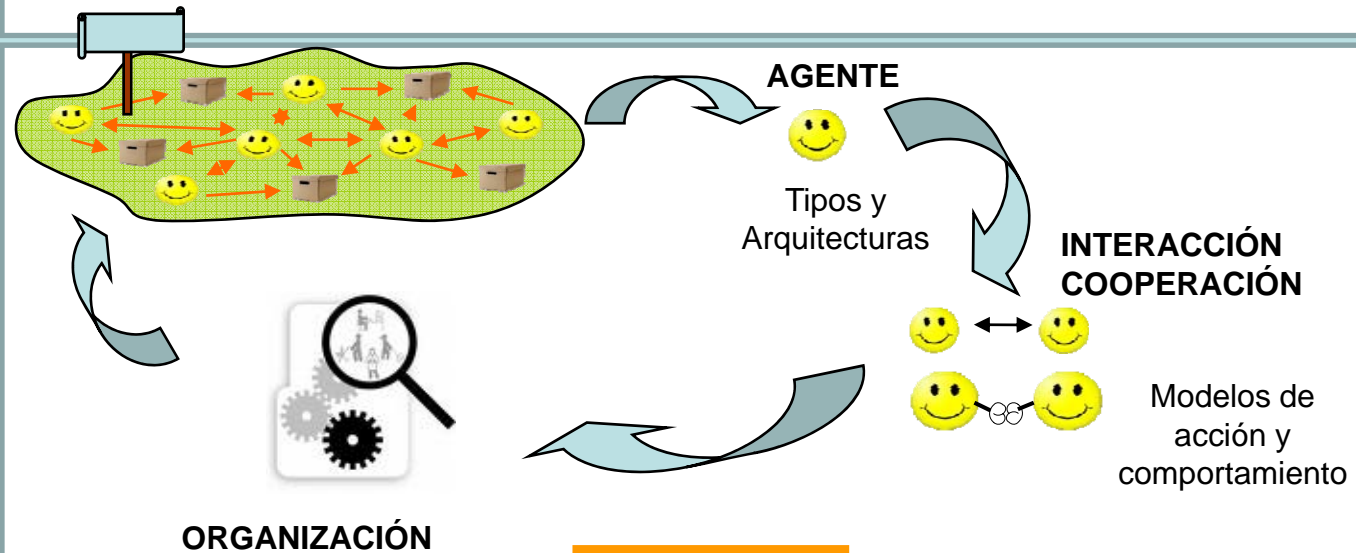 AGENTE
Tipos y
Arquitecturas
INTERACCIÓN
COOPERACIÓN
Modelos de
acción y
comportamiento
ORGANIZACIÓN